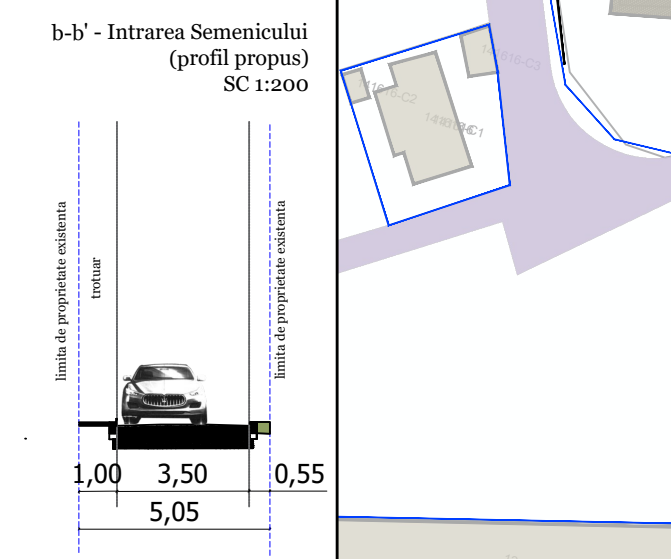 b-b' - Intrarea Semenicului
(profil propus)
SC 1:200
limita de proprietate existenta
trotuar
limita de proprietate existenta
1,00 3,50 0,55
5,05